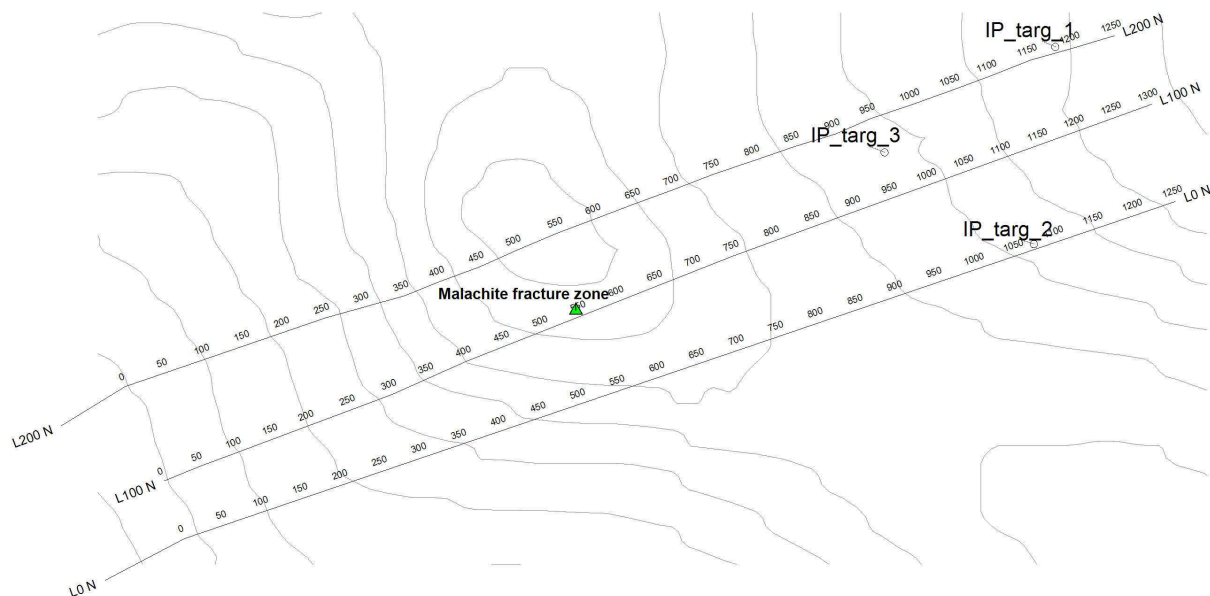 IP_targ_1
L200 N 0 50 100 150 200 250 300 350 400 450 500 550 600 650 700 750 800 850 900 950 1000 1050 1100 1150 1200 1250 L200 N
IP_targ_3
Malachite fracture zone
L100 N 0 50 100 150 200 250 300 350 400 450 500 550 600 650 700 750 800 850 900 950 1000 1050 1100 1150 1200 1250 1300 L100 N
IP_targ_2
L0 N 0 50 100 150 200 250 300 350 400 450 500 550 600 650 700 750 800 850 900 950 1000 1050 1100 1150 1200 1250 L0 N